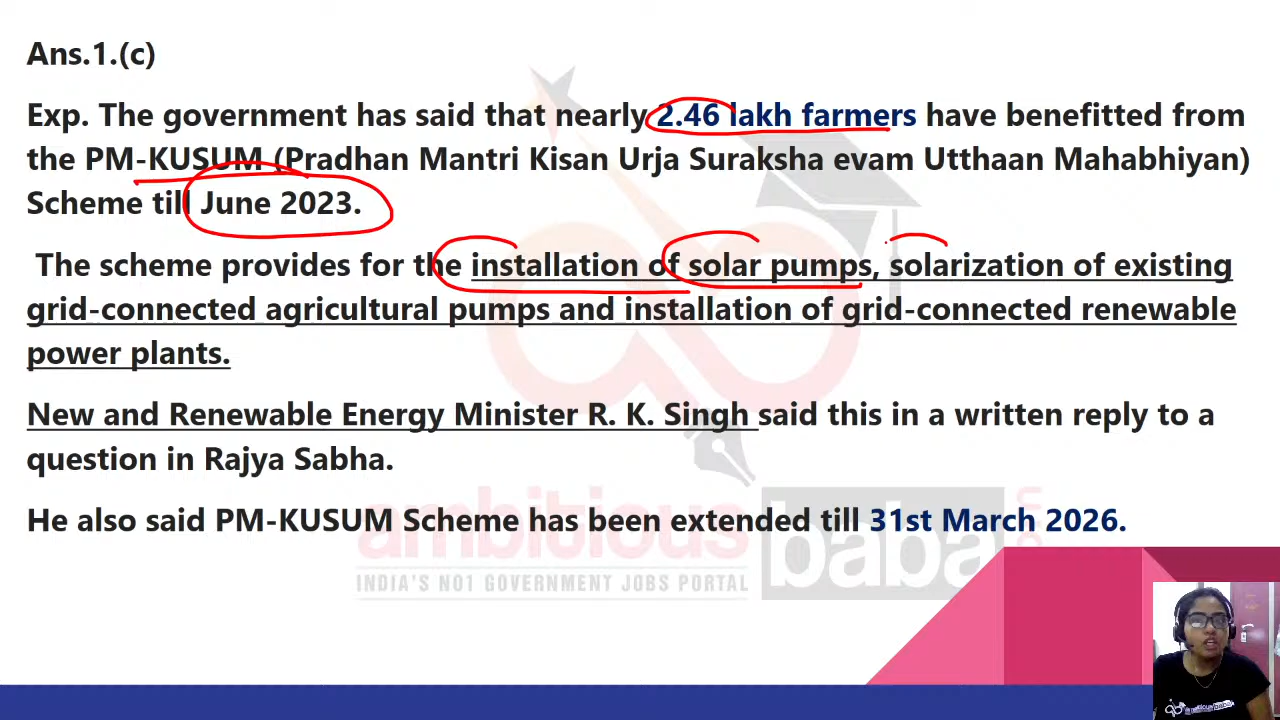 Ans.1.(c)
Exp. The government has said that nearly 2.46 lakh farmers have benefitted from
the PM-KUSUM (Pradhan Mantri Kisan Urja Suraksha evam Utthaan Mahabhiyan)
Scheme till June 2023.
The scheme provides for the installation of solar pumps, solarization of existing
grid-connected agricultural pumps and installation of grid-connected renewable
power plants.
New and Renewable Energy Minister R. K. Singh said this in a written reply to a
question in Rajya Sabha.
He also said PM-KUSUM Scheme has been extended till 31st March 2026.
ambitious baba
INDIA'S NO1 GOVERNMENT JOBS PORTAL
ambitiousbaba